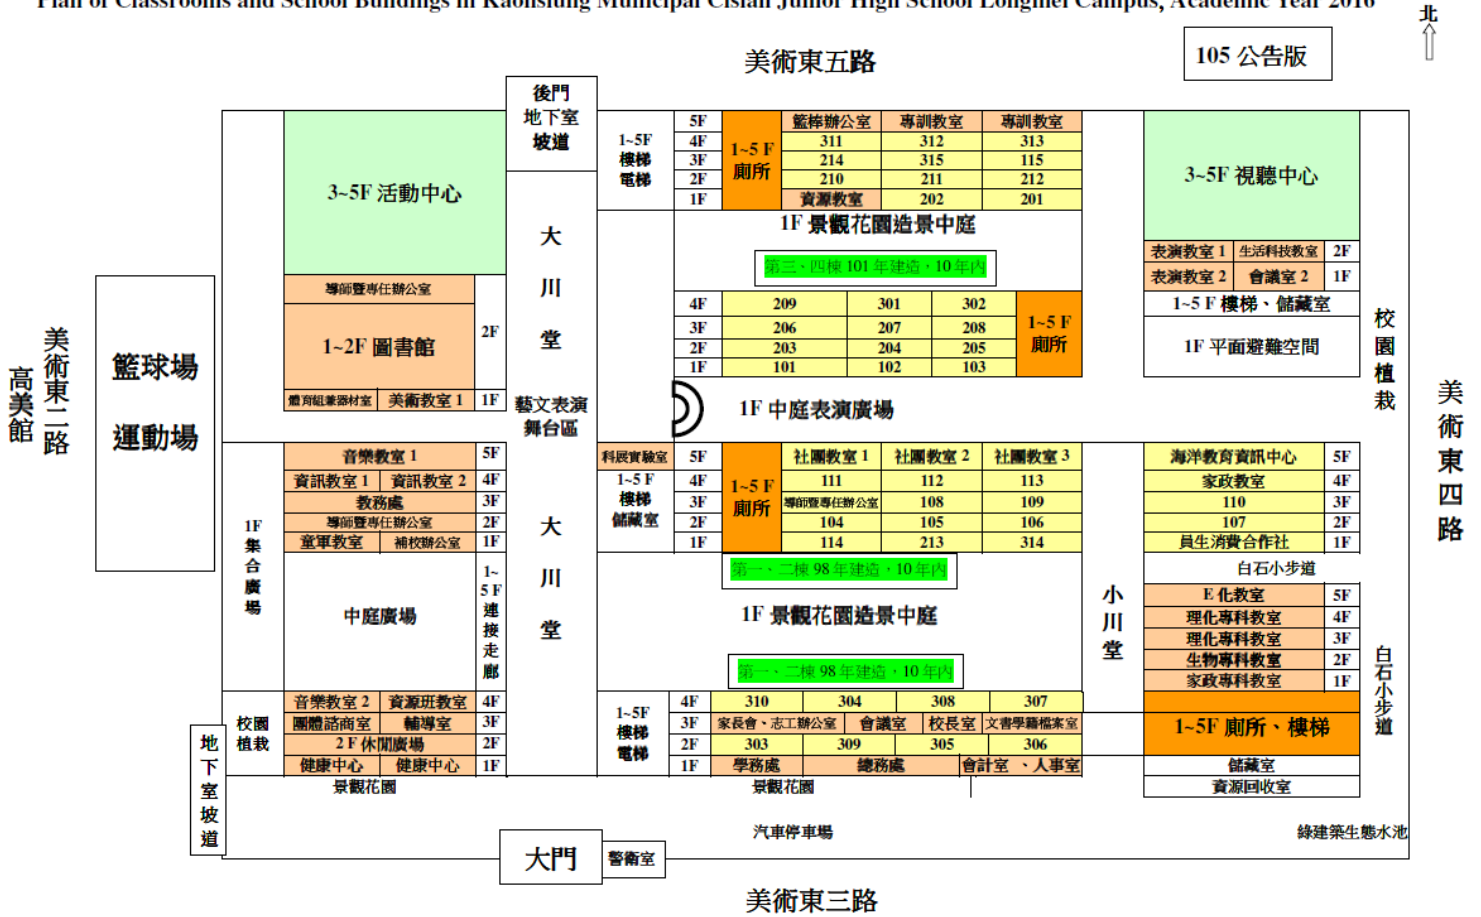 Plan of Classrooms and School Buildings in Kaohsiung Municipal Cisian Junior High School Longmei Campus, Academic Year 2016
北
105 公告版
美術東五路
後門
地下室
坡道
3~5F 活動中心
1~5F
樓梯
電梯
5F
4F
3F
2F
1F
1~5 F
廁所
籃棒辦公室 專訓教室 專訓教室
311 312 313
214 315 115
210 211 212
資源教室 202 201
3~5F 視聽中心
1F 景觀花園造景中庭
第三、四棟 101 年建造，10 年內
表演教室 1 生活科技教室 2F
表演教室 2 會議室 2 1F
1~5 F 樓梯、儲藏室
1F 平面避難空間
校園植栽
大川堂
導師暨專任辦公室
1~2F 圖書館
2F
體育組兼器材室 美術教室 1 1F
4F 209 301 302
3F 206 207 208
2F 203 204 205
1F 101 102 103
1~5 F
廁所
藝文表演
舞台區
1F 中庭表演廣場
高美館
美術東二路
籃球場
運動場
美術東四路
音樂教室 1 5F
資訊教室 1 資訊教室 2 4F
教務處 3F
導師暨專任辦公室 2F
童軍教室 補校辦公室 1F
1F
集合廣場
中庭廣場
1~
5 F
連接走廊
大川堂
科展實驗室
1~5 F
樓梯
儲藏室
5F
4F
3F
2F
1F
1~5 F
廁所
社團教室 1 社團教室 2 社團教室 3
111 112 113
導師暨專任辦公室 108 109
104 105 106
114 213 314
海洋教育資訊中心 5F
家政教室 4F
110 3F
107 2F
員生消費合作社 1F
白石小步道
第一、二棟 98 年建造，10 年內
1F 景觀花園造景中庭
第一、二棟 98 年建造，10 年內
小川堂
E 化教室 5F
理化專科教室 4F
理化專科教室 3F
生物專科教室 2F
家政專科教室 1F
白石小步道
校園
植栽
音樂教室 2 資源班教室 4F
團體諮商室 輔導室 3F
2 F 休閒廣場 2F
健康中心 健康中心 1F
1~5F
樓梯
電梯
4F 310 304 308 307
3F 家長會、志工辦公室 會議室 校長室 文書學籍檔案室
2F 303 309 305 306
1F 學務處 總務處 會計室 、人事室
1~5F 廁所、樓梯
儲藏室
資源回收室
地下室坡道
景觀花園
景觀花園
汽車停車場
綠建築生態水池
大門
警衛室
美術東三路